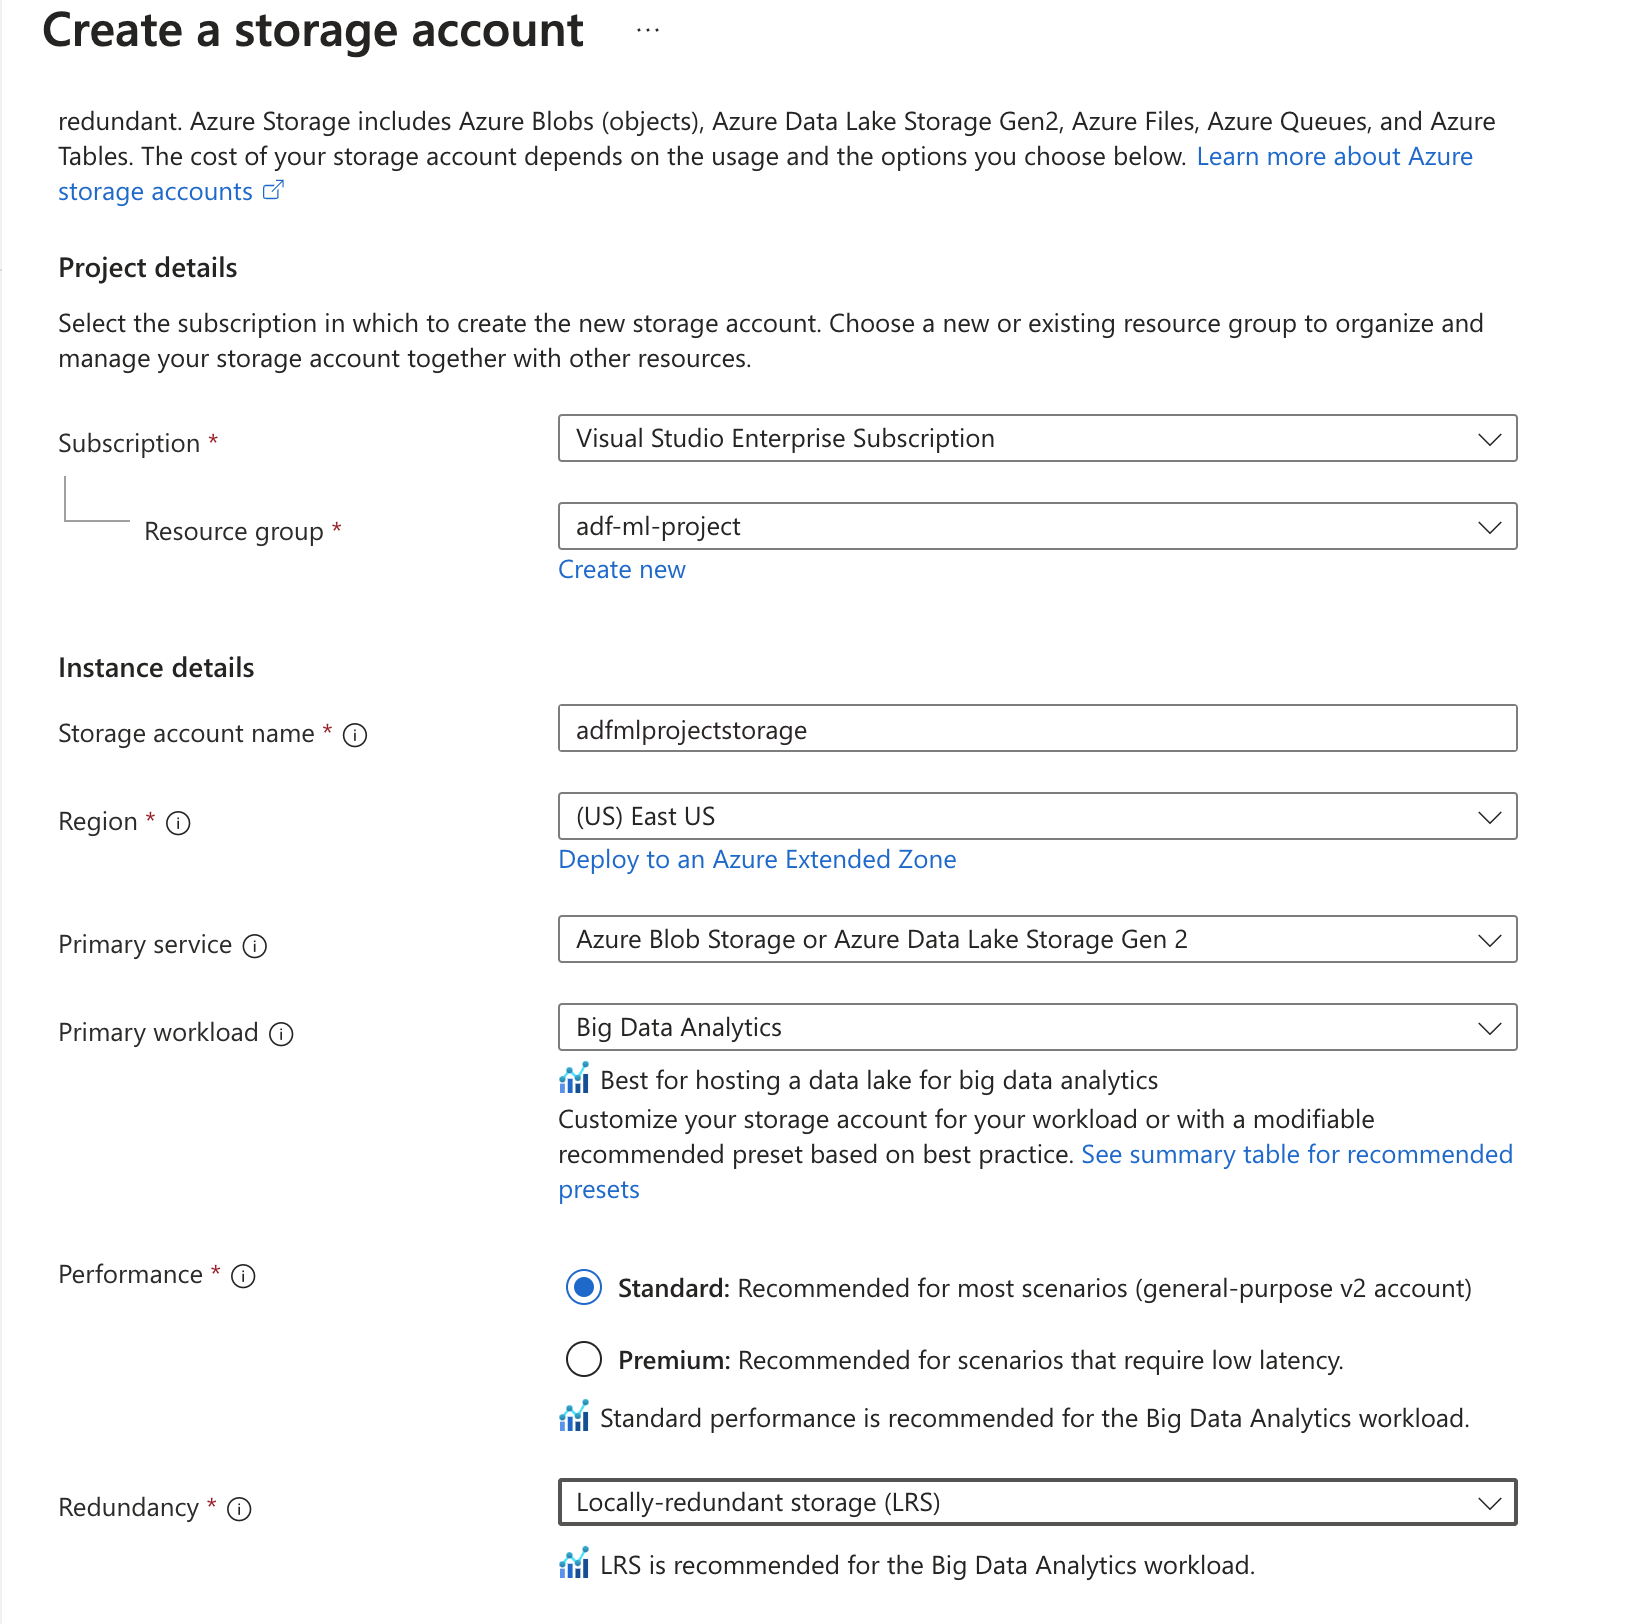 Create a storage account ...
redundant. Azure Storage includes Azure Blobs (objects), Azure Data Lake Storage Gen2, Azure Files, Azure Queues, and Azure
Tables. The cost of your storage account depends on the usage and the options you choose below. Learn more about Azure
storage accounts
Project details
Select the subscription in which to create the new storage account. Choose a new or existing resource group to organize and
manage your storage account together with other resources.
Subscription *
Visual Studio Enterprise Subscription
Resource group *
adf-ml-project
Create new
Instance details
Storage account name *
adfmlprojectstorage
Region *
(US) East US
Deploy to an Azure Extended Zone
Primary service
Azure Blob Storage or Azure Data Lake Storage Gen 2
Primary workload
Big Data Analytics
Best for hosting a data lake for big data analytics
Customize your storage account for your workload or with a modifiable
recommended preset based on best practice. See summary table for recommended
presets
Performance *
Standard: Recommended for most scenarios (general-purpose v2 account)
Premium: Recommended for scenarios that require low latency.
Standard performance is recommended for the Big Data Analytics workload.
Redundancy *
Locally-redundant storage (LRS)
LRS is recommended for the Big Data Analytics workload.